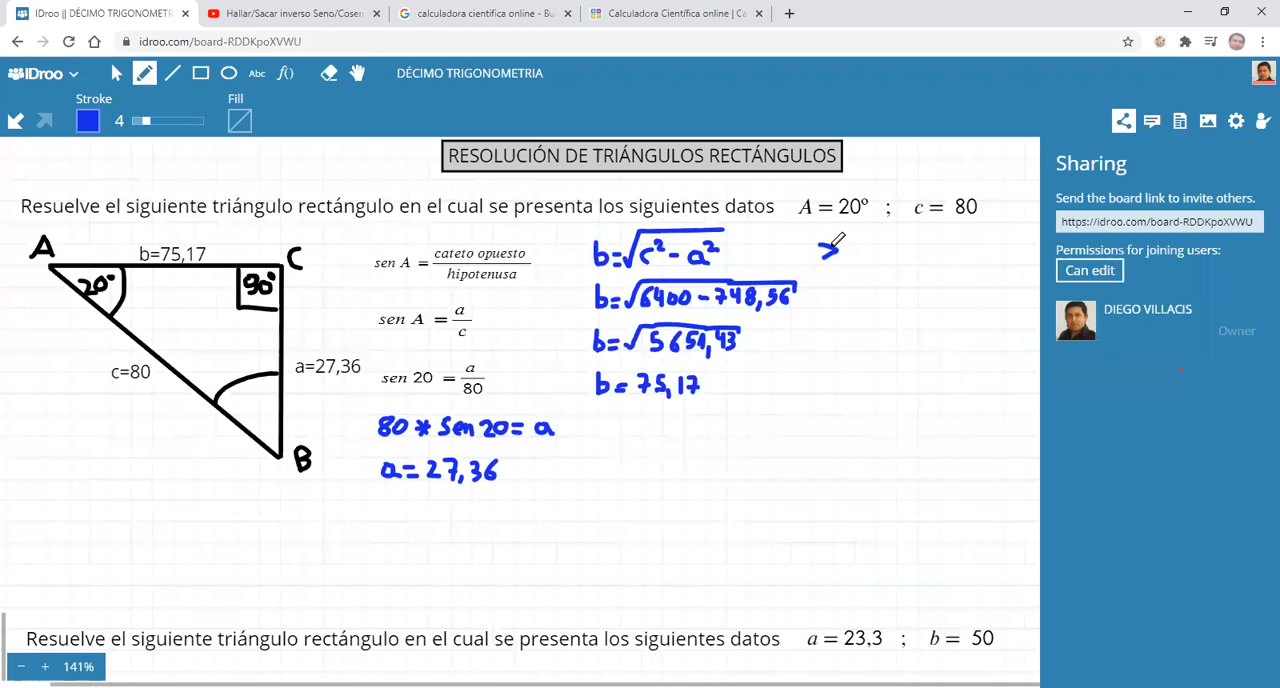 IDroo || DÉCIMO TRIGONOMETR
Hallar/Sacar inverso Seno/Cosen
calculadora cientifica online - Bu
Calculadora Científica online | Ca
idroo.com/board-RDDKpoXVWU
IDroo
Abc
f()
DÉCIMO TRIGONOMETRIA
Stroke
Fill
4
Sharing
Send the board link to invite others.
https://idroo.com/board-RDDKpoXVWU
Permissions for joining users:
Can edit
DIEGO VILLACIS
Owner
RESOLUCIÓN DE TRIÁNGULOS RECTÁNGULOS
Resuelve el siguiente triángulo rectángulo en el cual se presenta los siguientes datos A = 20º ; c = 80
A
b=75,17
C
20°
90°
c=80
a=27,36
B
sen A = cateto opuesto / hipotenusa
sen A = a / c
sen 20 = a / 80
80 * Sen 20 = a
a = 27,36
b = √c² - a²
b = √6400 - 748,56
b = √5651,43
b = 75,17
>
Resuelve el siguiente triángulo rectángulo en el cual se presenta los siguientes datos a = 23,3 ; b = 50
− + 141%